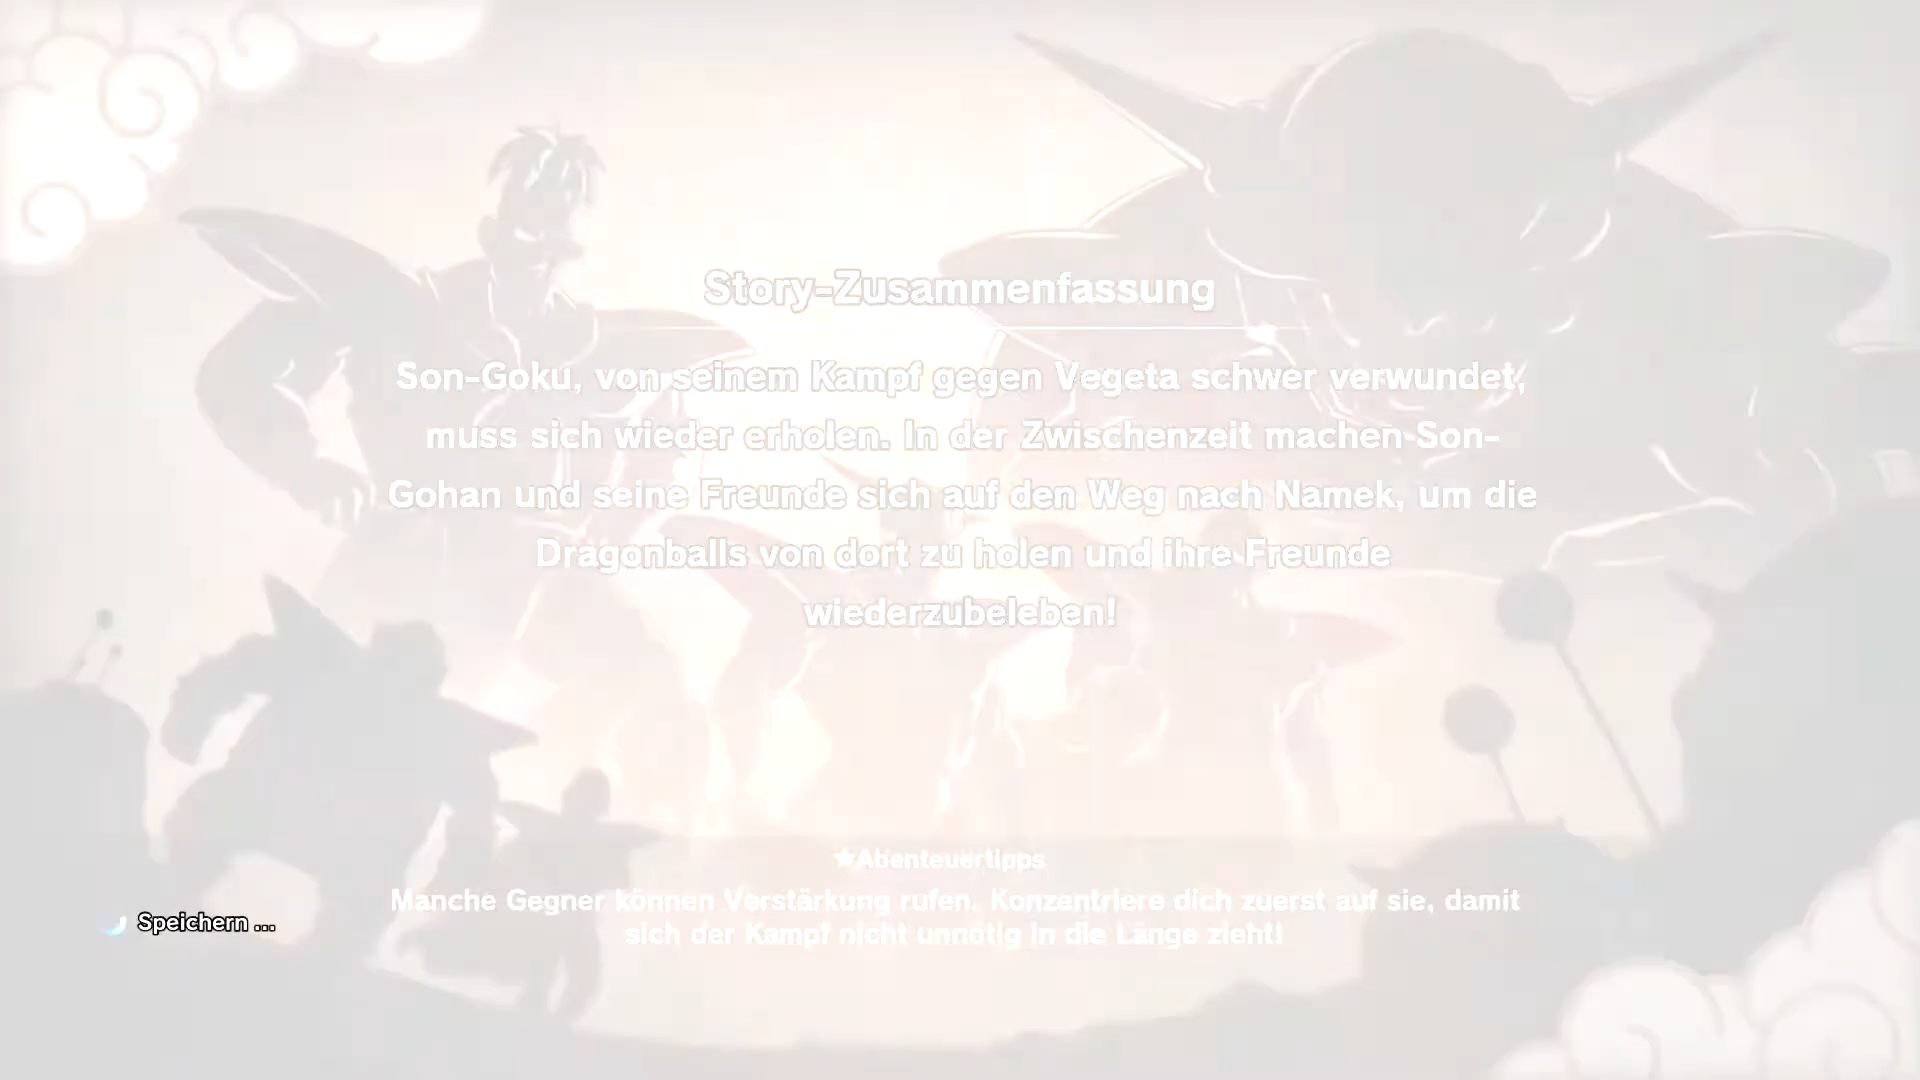 Story-Zusammenfassung
Son-Goku, von seinem Kampf gegen Vegeta schwer verwundet,
muss sich wieder erholen. In der Zwischenzeit machen Son-
Gohan und seine Freunde sich auf den Weg nach Namek, um die
Dragonballs von dort zu holen und ihre Freunde
wiederzubeleben!
★Abenteuertipps
Manche Gegner können Verstärkung rufen. Konzentriere dich zuerst auf sie, damit
sich der Kampf nicht unnötig in die Länge zieht!
Speichern ...